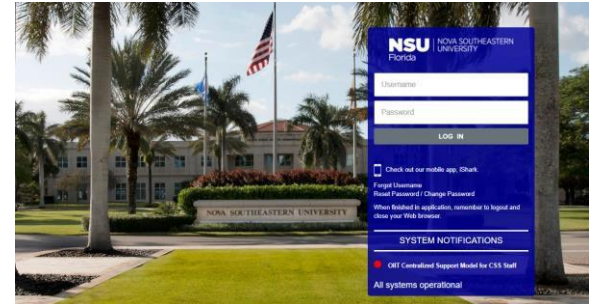 NSU
Florida
NOVA SOUTHEASTERN
UNIVERSITY
Username
Password
LOG IN
Check out our mobile app, iShark.
Forgot Username
Reset Password / Change Password
When finished in application, remember to logout and
close your Web browser.
NOVA SOUTHEASTERN UNIVERSITY
SYSTEM NOTIFICATIONS
OIIT Centralized Support Model for CSS Staff
All systems operational